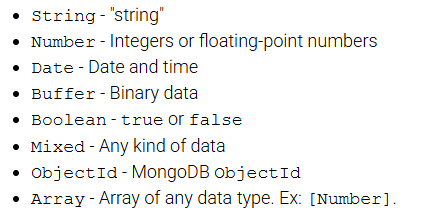 • String - "string"
• Number - Integers or floating-point numbers
• Date - Date and time
• Buffer - Binary data
• Boolean - true or false
• Mixed - Any kind of data
• ObjectId - MongoDB ObjectId
• Array - Array of any data type. Ex: [Number].